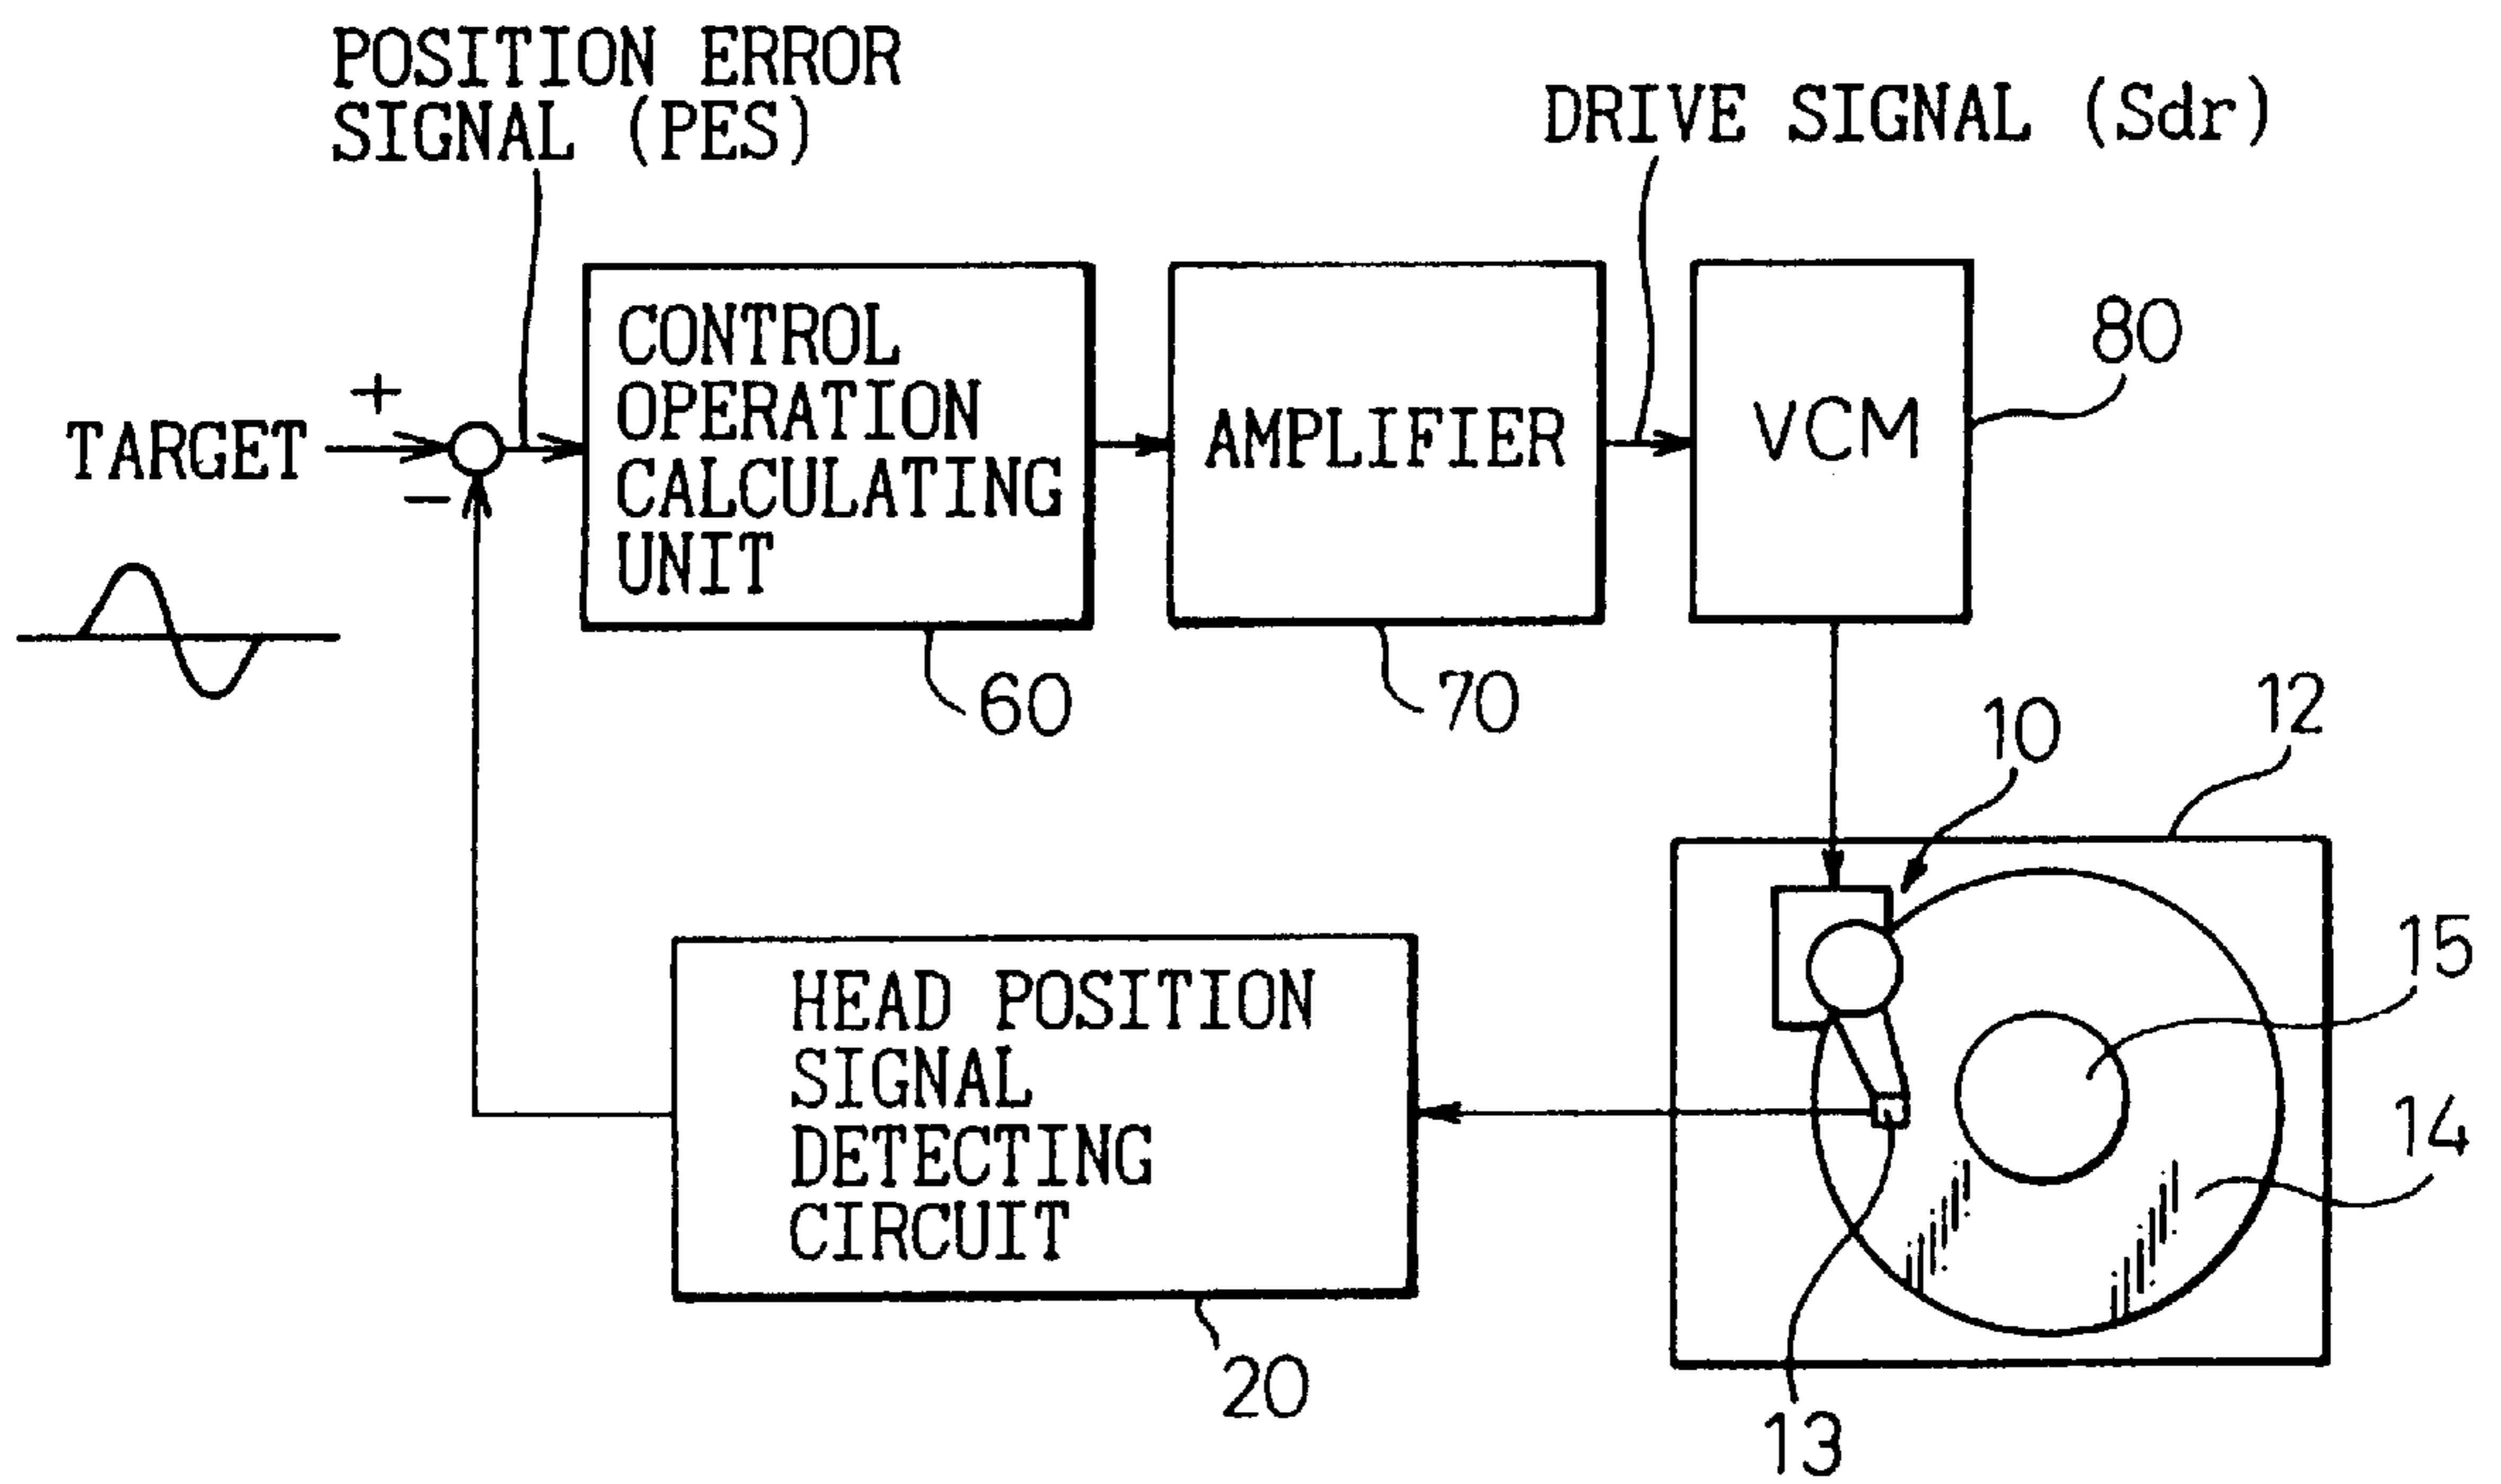 POSITION ERROR
SIGNAL (PES)
DRIVE SIGNAL (Sdr)
TARGET
+
−
CONTROL
OPERATION
CALCULATING
UNIT
60
AMPLIFIER
70
VCM
80
10
12
15
14
13
HEAD POSITION
SIGNAL
DETECTING
CIRCUIT
20